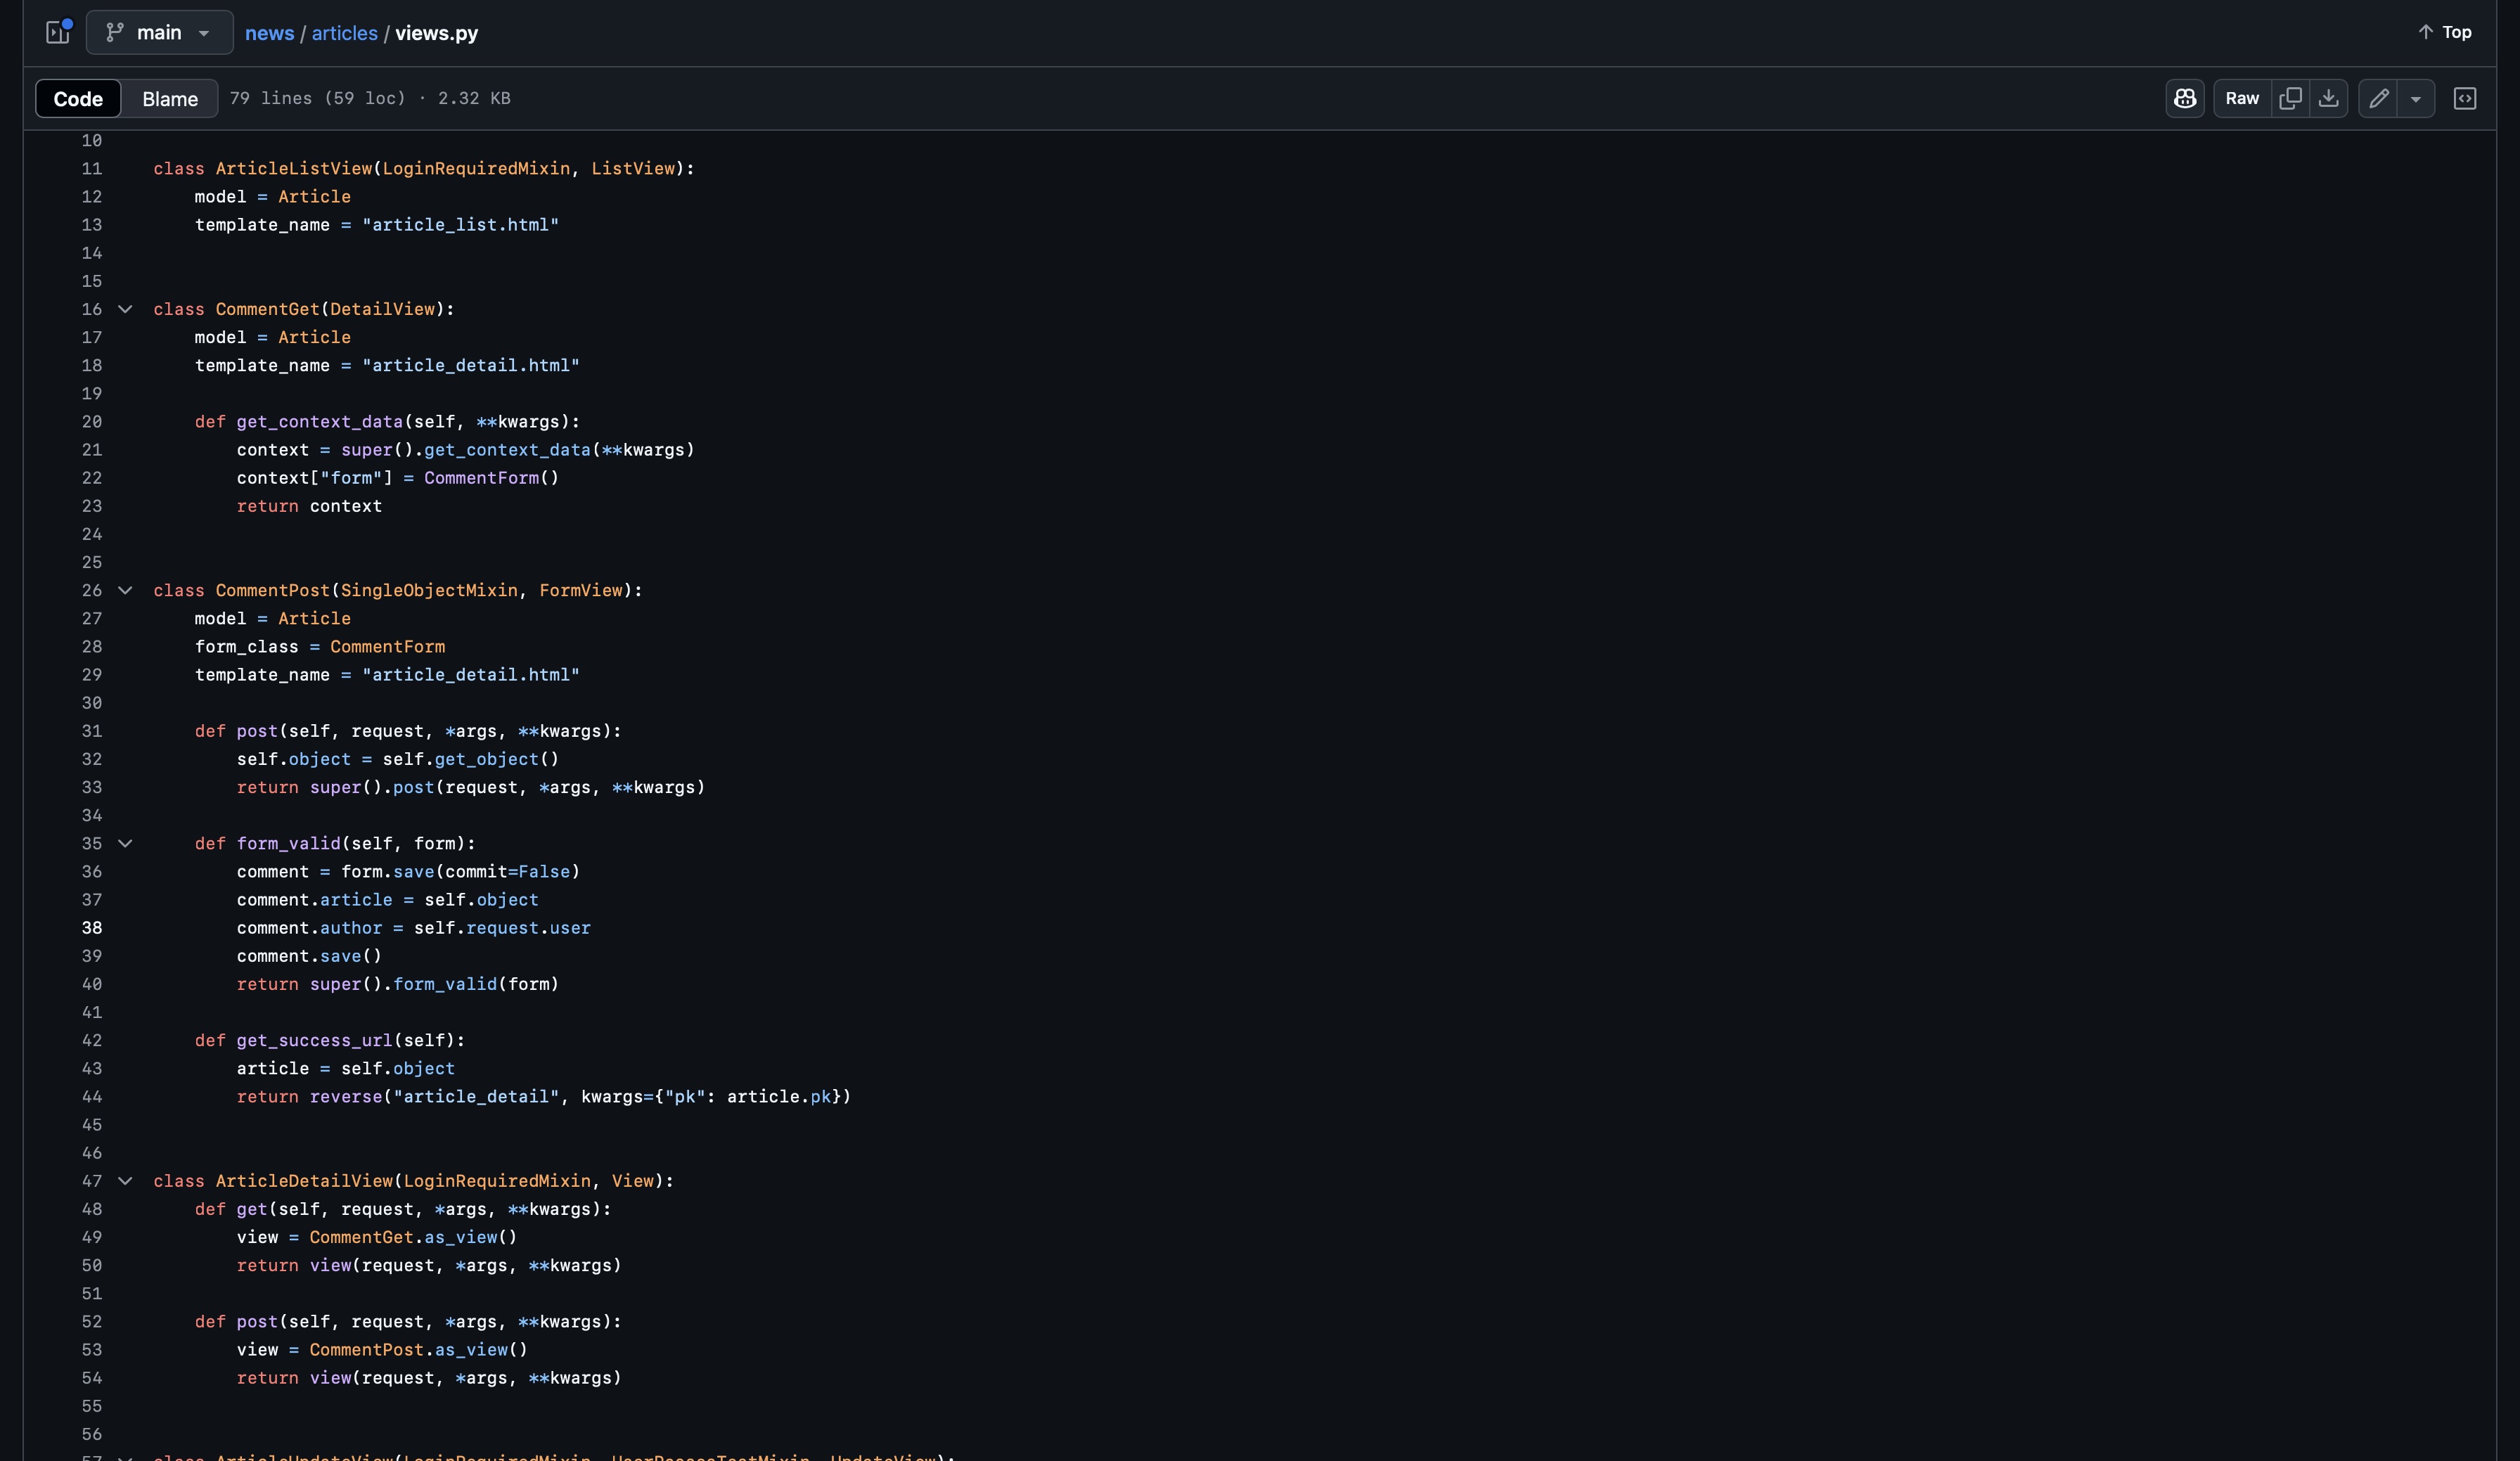 main news / articles / views.py Top
Code Blame 79 lines (59 loc) · 2.32 KB Raw
10
11 class ArticleListView(LoginRequiredMixin, ListView):
12     model = Article
13     template_name = "article_list.html"
14
15
16 class CommentGet(DetailView):
17     model = Article
18     template_name = "article_detail.html"
19
20     def get_context_data(self, **kwargs):
21         context = super().get_context_data(**kwargs)
22         context["form"] = CommentForm()
23         return context
24
25
26 class CommentPost(SingleObjectMixin, FormView):
27     model = Article
28     form_class = CommentForm
29     template_name = "article_detail.html"
30
31     def post(self, request, *args, **kwargs):
32         self.object = self.get_object()
33         return super().post(request, *args, **kwargs)
34
35     def form_valid(self, form):
36         comment = form.save(commit=False)
37         comment.article = self.object
38         comment.author = self.request.user
39         comment.save()
40         return super().form_valid(form)
41
42     def get_success_url(self):
43         article = self.object
44         return reverse("article_detail", kwargs={"pk": article.pk})
45
46
47 class ArticleDetailView(LoginRequiredMixin, View):
48     def get(self, request, *args, **kwargs):
49         view = CommentGet.as_view()
50         return view(request, *args, **kwargs)
51
52     def post(self, request, *args, **kwargs):
53         view = CommentPost.as_view()
54         return view(request, *args, **kwargs)
55
56
57 class ArticleUpdateView(LoginRequiredMixin, UserPassesTestMixin, UpdateView):